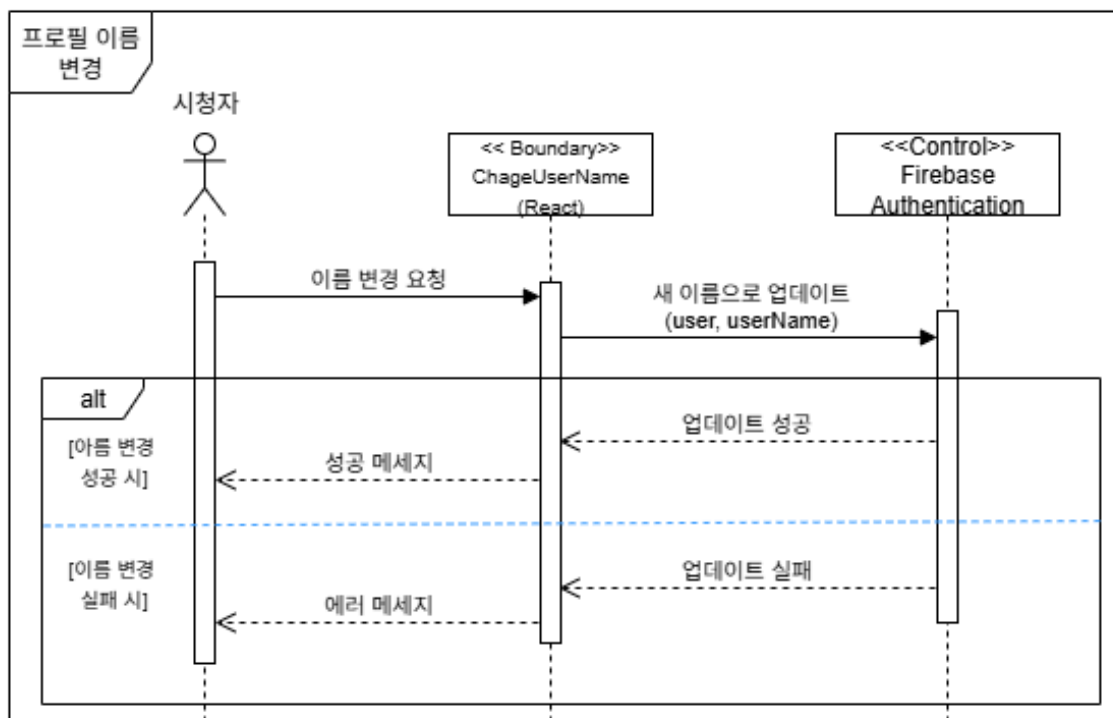 프로필 이름
변경
시청자
<< Boundary>>
ChageUserName
(React)
<<Control>>
Firebase
Authentication
이름 변경 요청
새 이름으로 업데이트
(user, userName)
alt
[아름 변경
성공 시]
업데이트 성공
성공 메세지
[이름 변경
실패 시]
업데이트 실패
에러 메세지